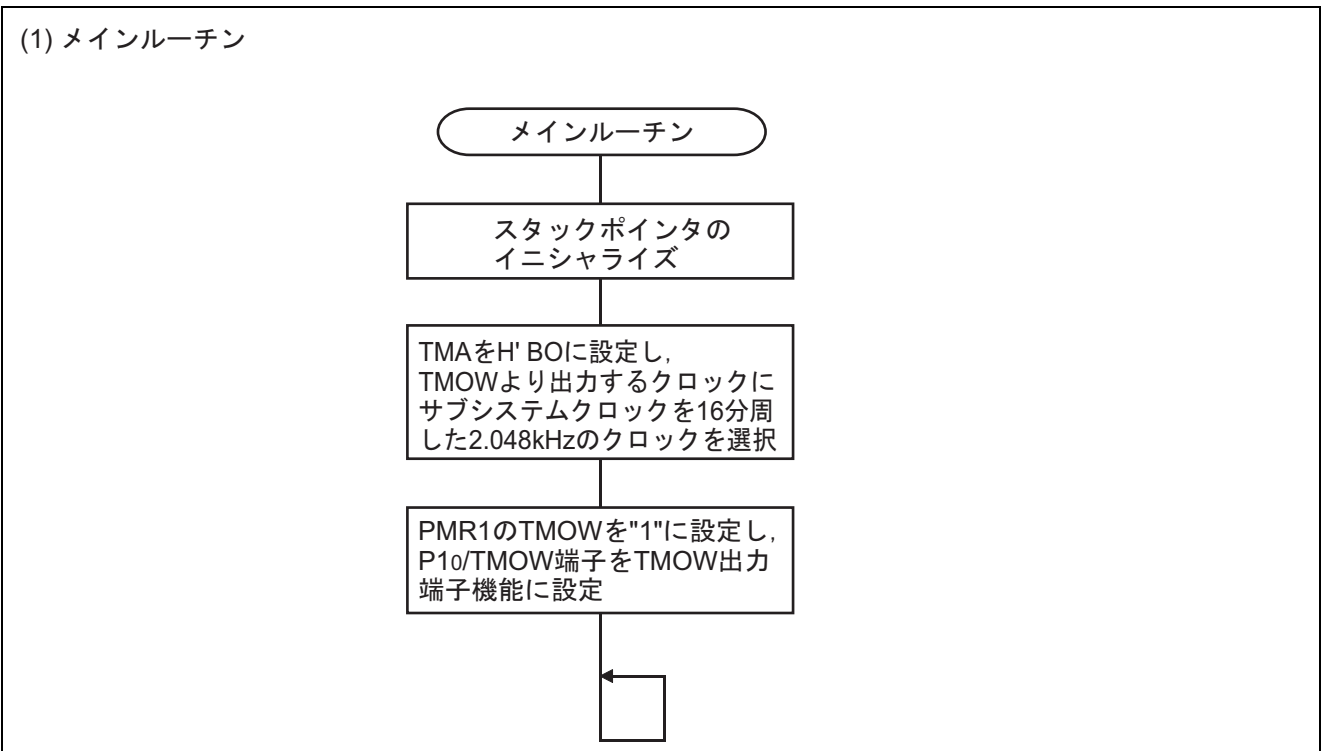 (1) メインルーチン
メインルーチン
スタックポインタの
イニシャライズ
TMAをH' BOに設定し,
TMOWより出力するクロックに
サブシステムクロックを16分周
した2.048kHzのクロックを選択
PMR1のTMOWを"1"に設定し,
P10/TMOW端子をTMOW出力
端子機能に設定